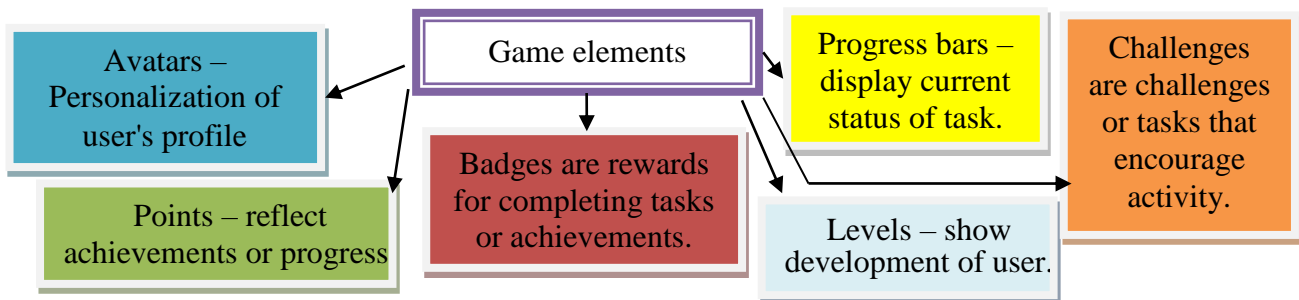 Game elements
Avatars –
Personalization of
user's profile
Points – reflect
achievements or progress
Badges are rewards
for completing tasks
or achievements.
Progress bars –
display current
status of task.
Levels – show
development of user.
Challenges
are challenges
or tasks that
encourage
activity.